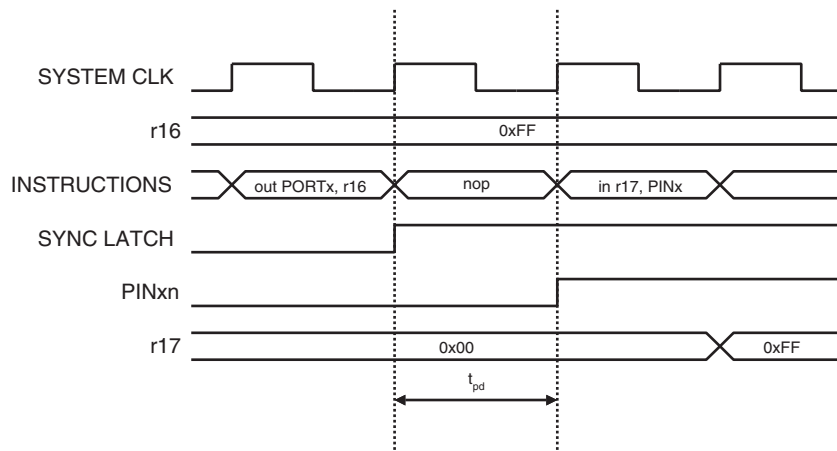 SYSTEM CLK
r16
0xFF
INSTRUCTIONS
out PORTx, r16
nop
in r17, PINx
SYNC LATCH
PINxn
r17
0x00
0xFF
tpd